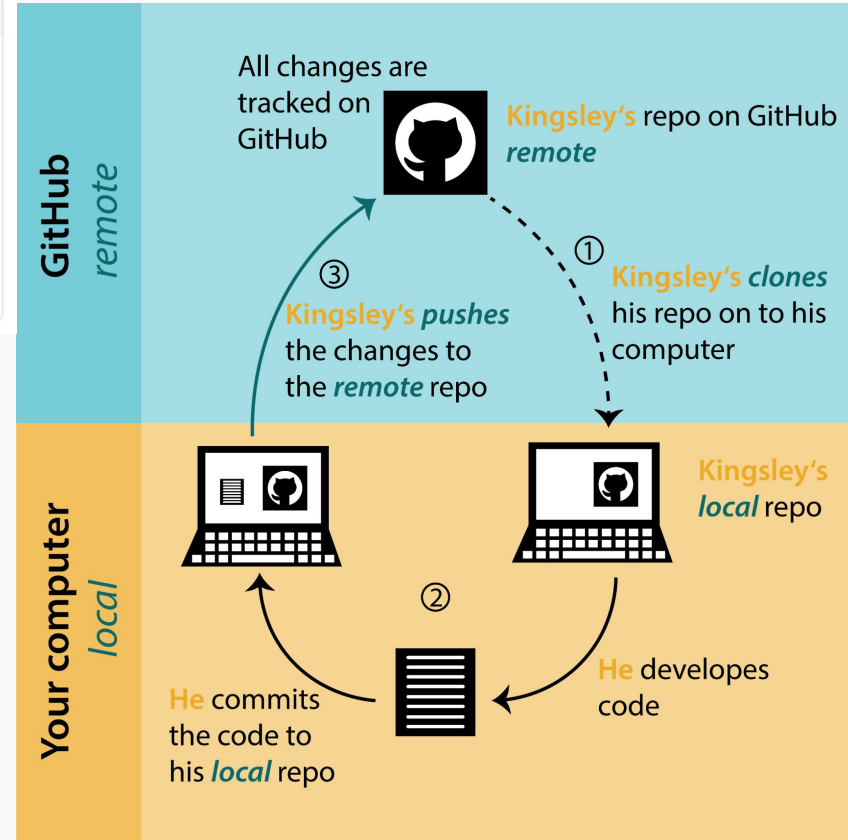 GitHub
remote
All changes are
tracked on
GitHub
Kingsley‘s repo on GitHub
remote
①
Kingsley‘s clones
his repo on to his
computer
③
Kingsley‘s pushes
the changes to
the remote repo
Your computer
local
Kingsley‘s
local repo
②
He developes
code
He commits
the code to
his local repo